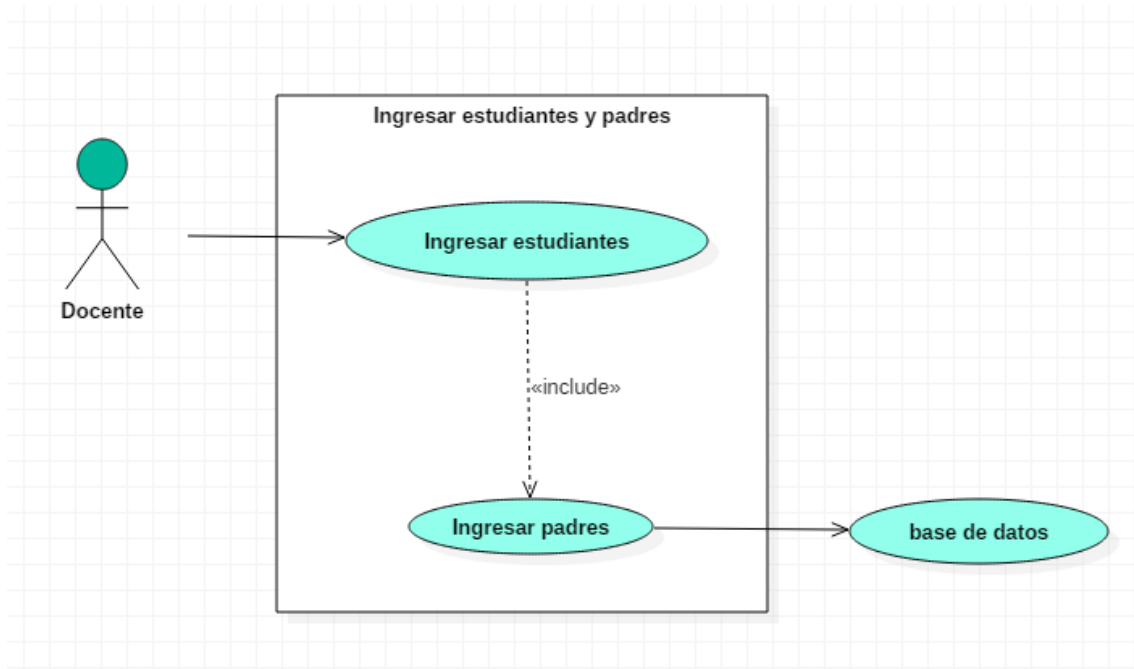 Ingresar estudiantes y padres
Ingresar estudiantes
Docente
«include»
Ingresar padres
base de datos